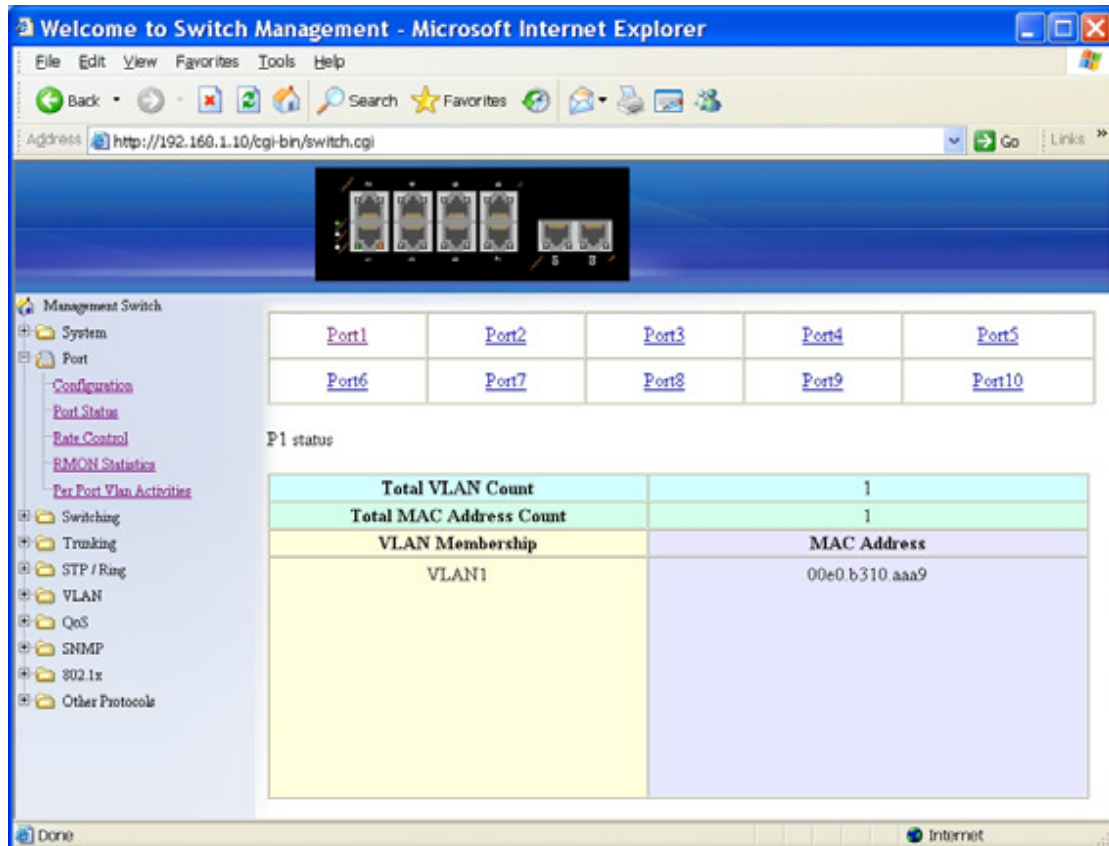 Welcome to Switch Management - Microsoft Internet Explorer
File Edit View Favorites Tools Help
Back Search Favorites
Address http://192.168.1.10/cgi-bin/switch.cgi Go Links »
Management Switch
System
Port
Configuration
Port Status
Rate Control
RMON Statistics
Per Port Vlan Activities
Switching
Trunking
STP / Ring
VLAN
QoS
SNMP
802.1x
Other Protocols
Port1 Port2 Port3 Port4 Port5
Port6 Port7 Port8 Port9 Port10
P1 status
Total VLAN Count 1
Total MAC Address Count 1
VLAN Membership MAC Address
VLAN1 00e0.b310.aaa9
Done Internet